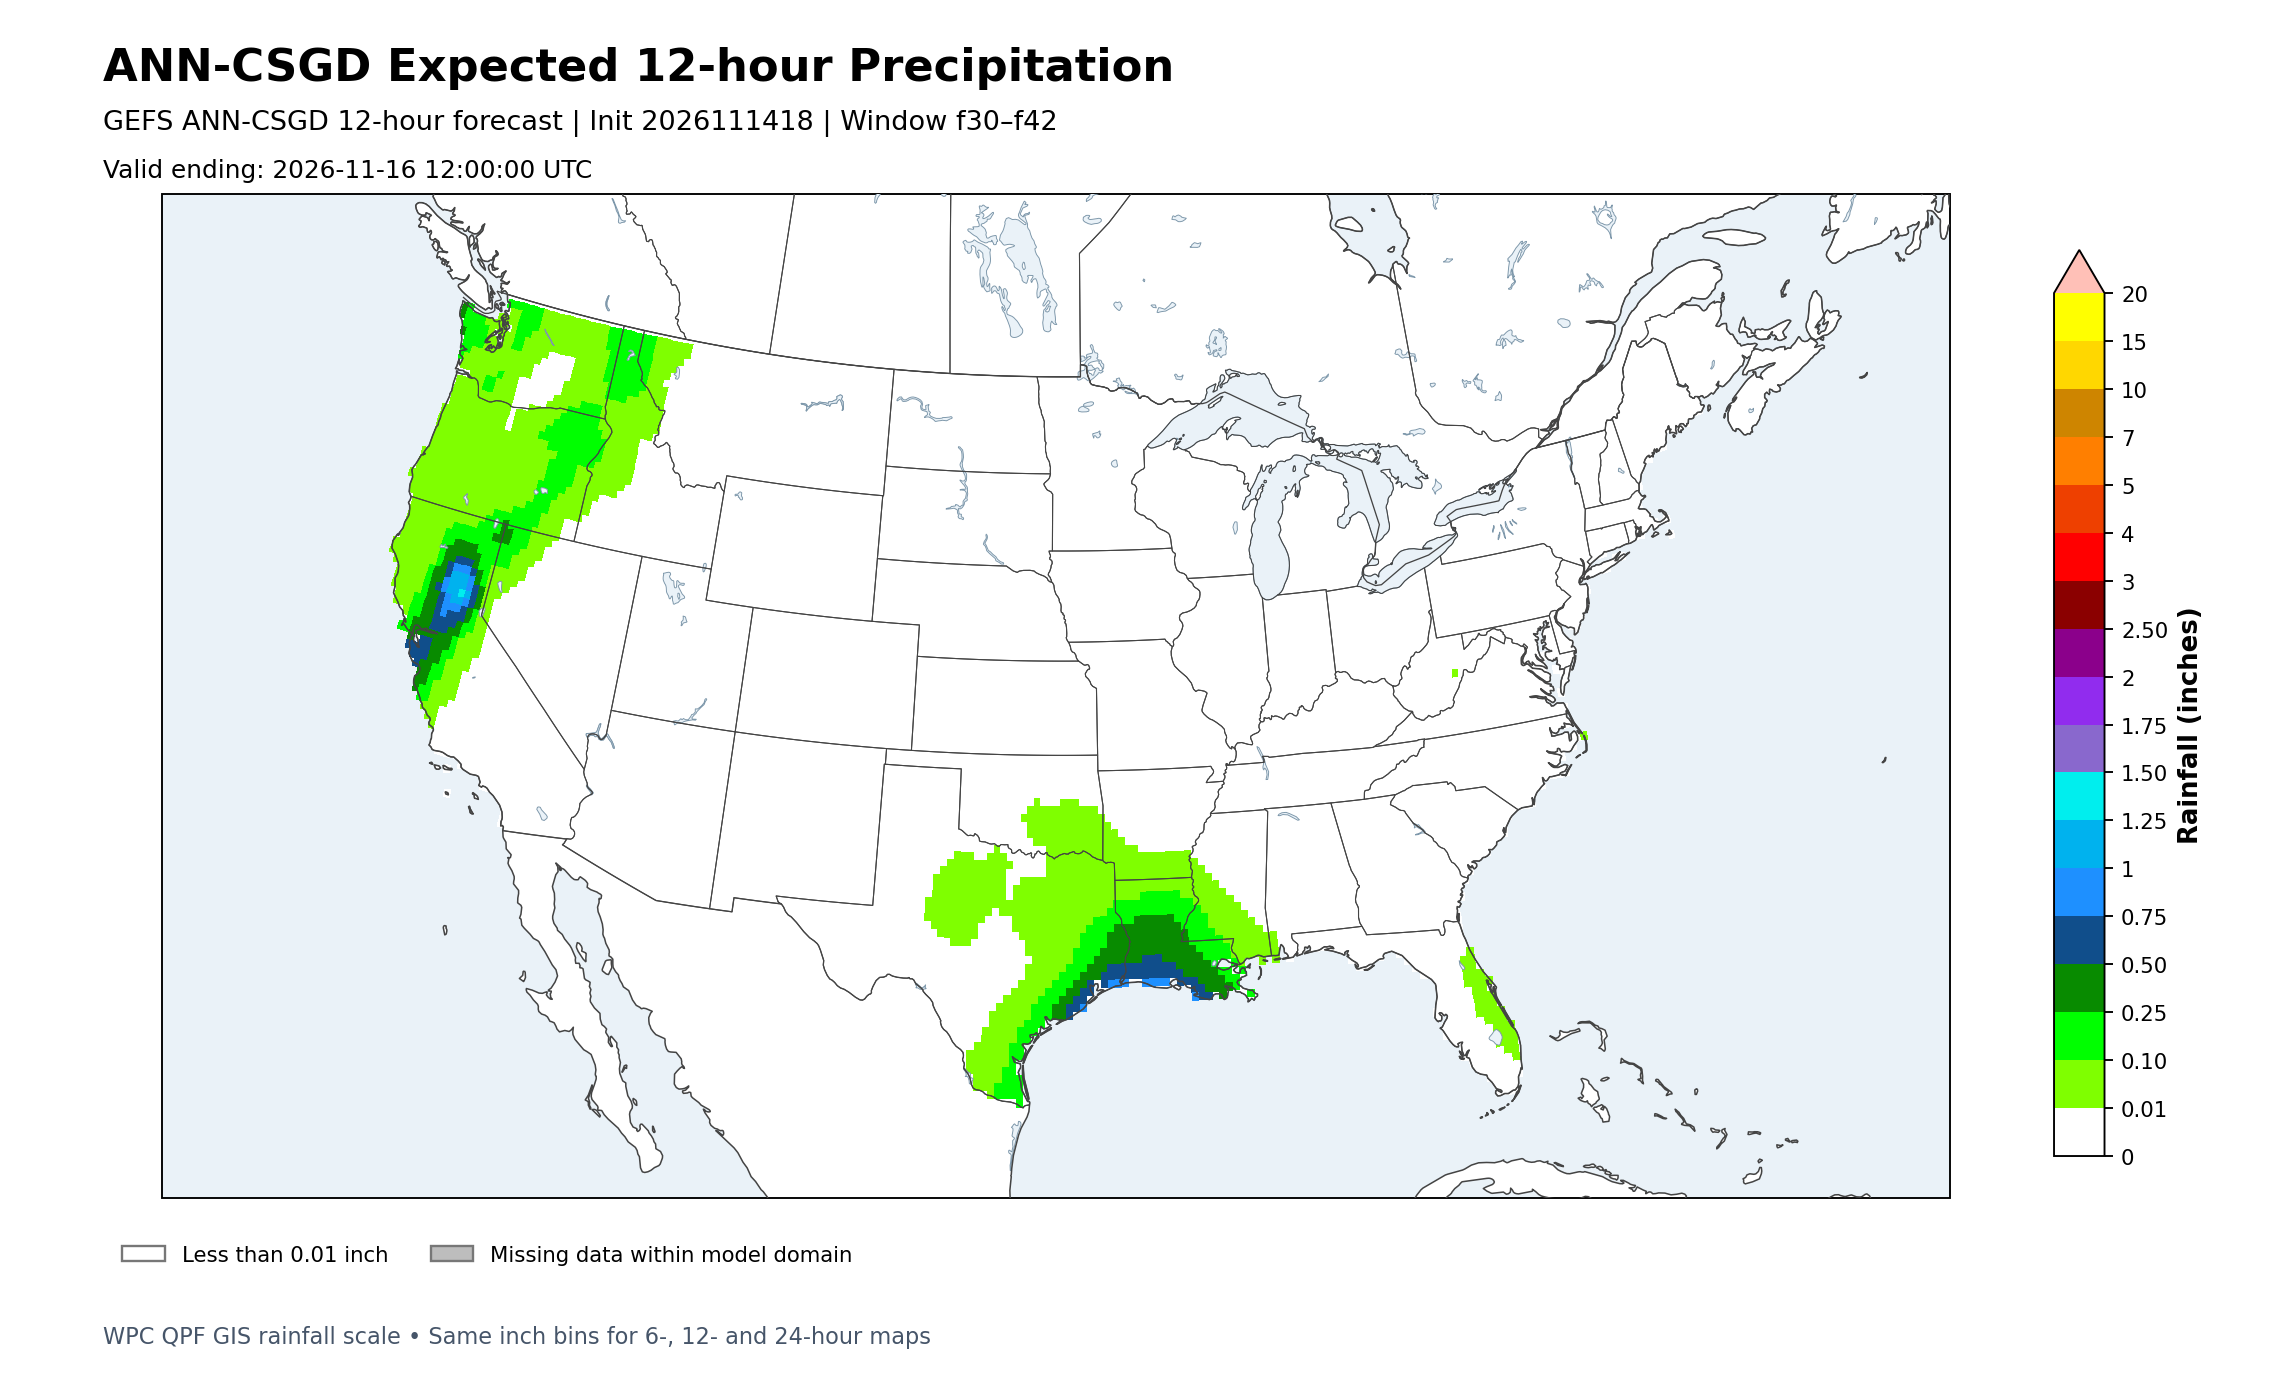 ANN-CSGD Expected 12-hour Precipitation
GEFS ANN-CSGD 12-hour forecast | Init 2026111418 | Window f30–f42
Valid ending: 2026-11-16 12:00:00 UTC
20
15
10
7
5
4
3
2.50
2
1.75
1.50
1.25
1
0.75
0.50
0.25
0.10
0.01
0
Rainfall (inches)
Less than 0.01 inch
Missing data within model domain
WPC QPF GIS rainfall scale • Same inch bins for 6-, 12- and 24-hour maps